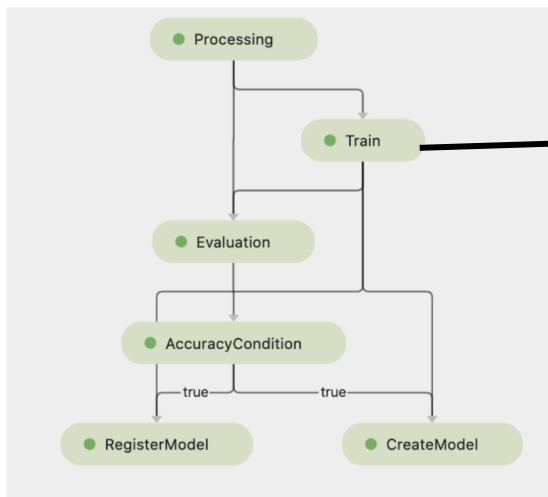 Processing
Train
Evaluation
AccuracyCondition
true true
RegisterModel CreateModel